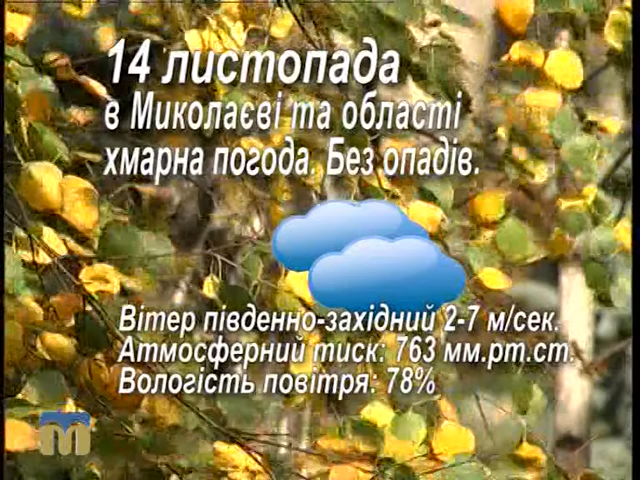 14 листопада
в Миколаєві та області
хмарна погода. Без опадів.
Вітер південно-західний 2-7 м/сек.
Атмосферний тиск: 763 мм.рт.ст.
Вологість повітря: 78%